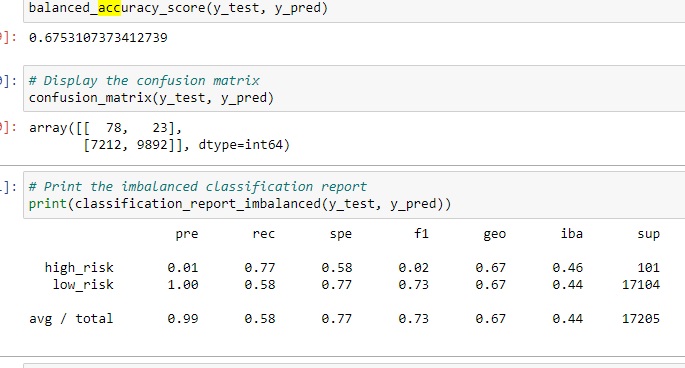 balanced_accuracy_score(y_test, y_pred)
]: 0.6753107373412739
]: # Display the confusion matrix
confusion_matrix(y_test, y_pred)
]: array([[ 78, 23],
[7212, 9892]], dtype=int64)
]: # Print the imbalanced classification report
print(classification_report_imbalanced(y_test, y_pred))
pre rec spe f1 geo iba sup
high_risk 0.01 0.77 0.58 0.02 0.67 0.46 101
low_risk 1.00 0.58 0.77 0.73 0.67 0.44 17104
avg / total 0.99 0.58 0.77 0.73 0.67 0.44 17205